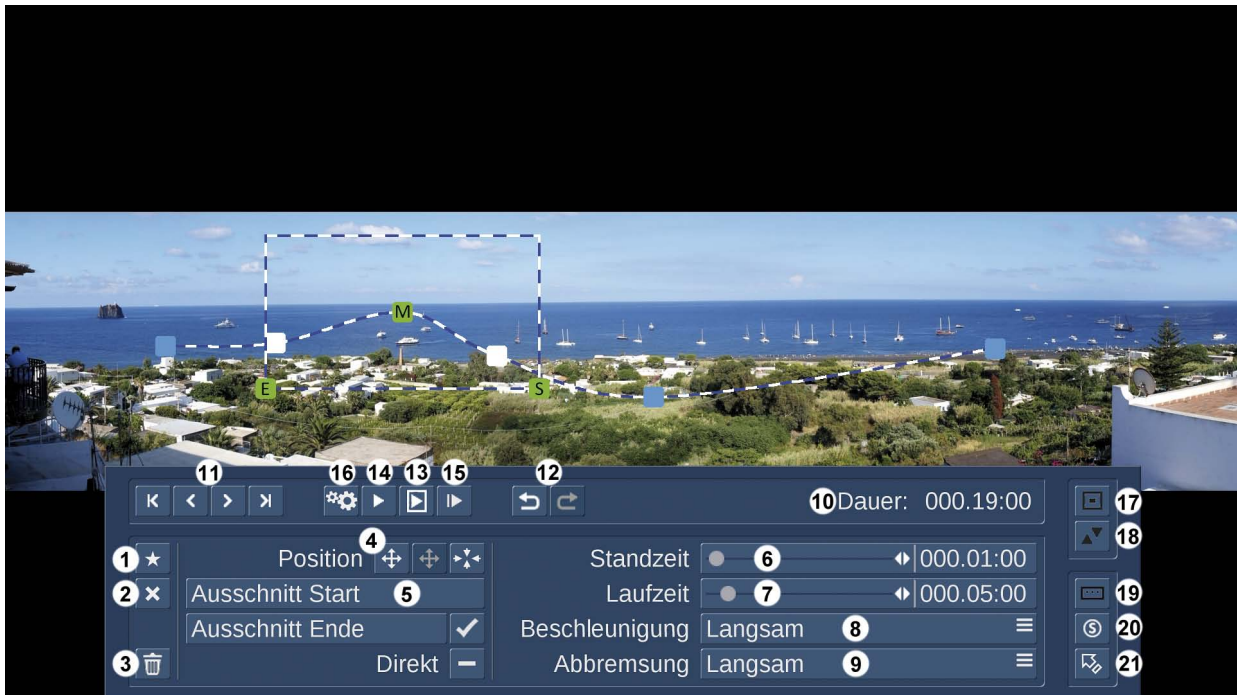 M
E
S
11
16
14
13
15
12
10 Dauer: 000.19:00
17
18
1
4
Position
Standzeit 6 000.01:00
2
Ausschnitt Start 5
Laufzeit 7 000.05:00
19
Ausschnitt Ende
Beschleunigung Langsam 8
S 20
3
Direkt
Abbremsung Langsam 9
21